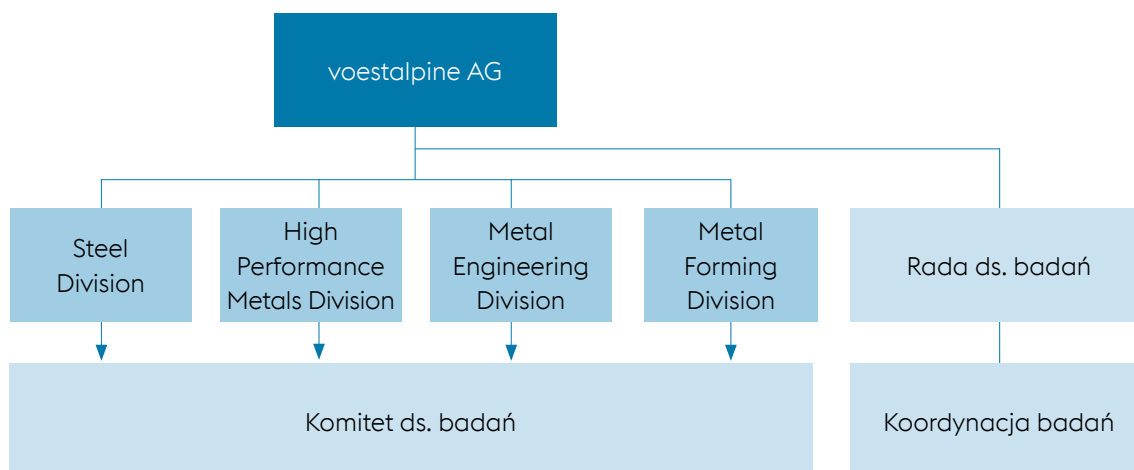 voestalpine AG
Steel
Division
High
Performance
Metals Division
Metal
Engineering
Division
Metal
Forming
Division
Rada ds. badań
Komitet ds. badań
Koordynacja badań